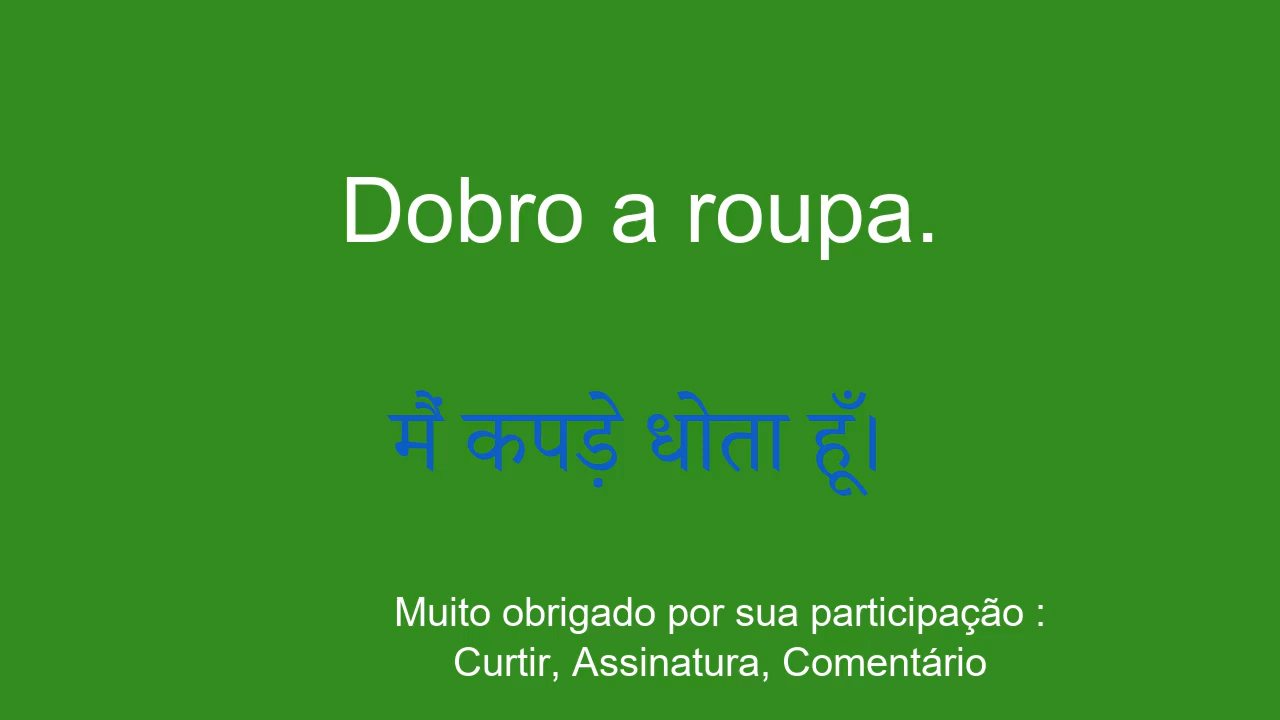 Dobro a roupa.
मैं कपड़े धोता हूँ।
Muito obrigado por sua participação :
Curtir, Assinatura, Comentário